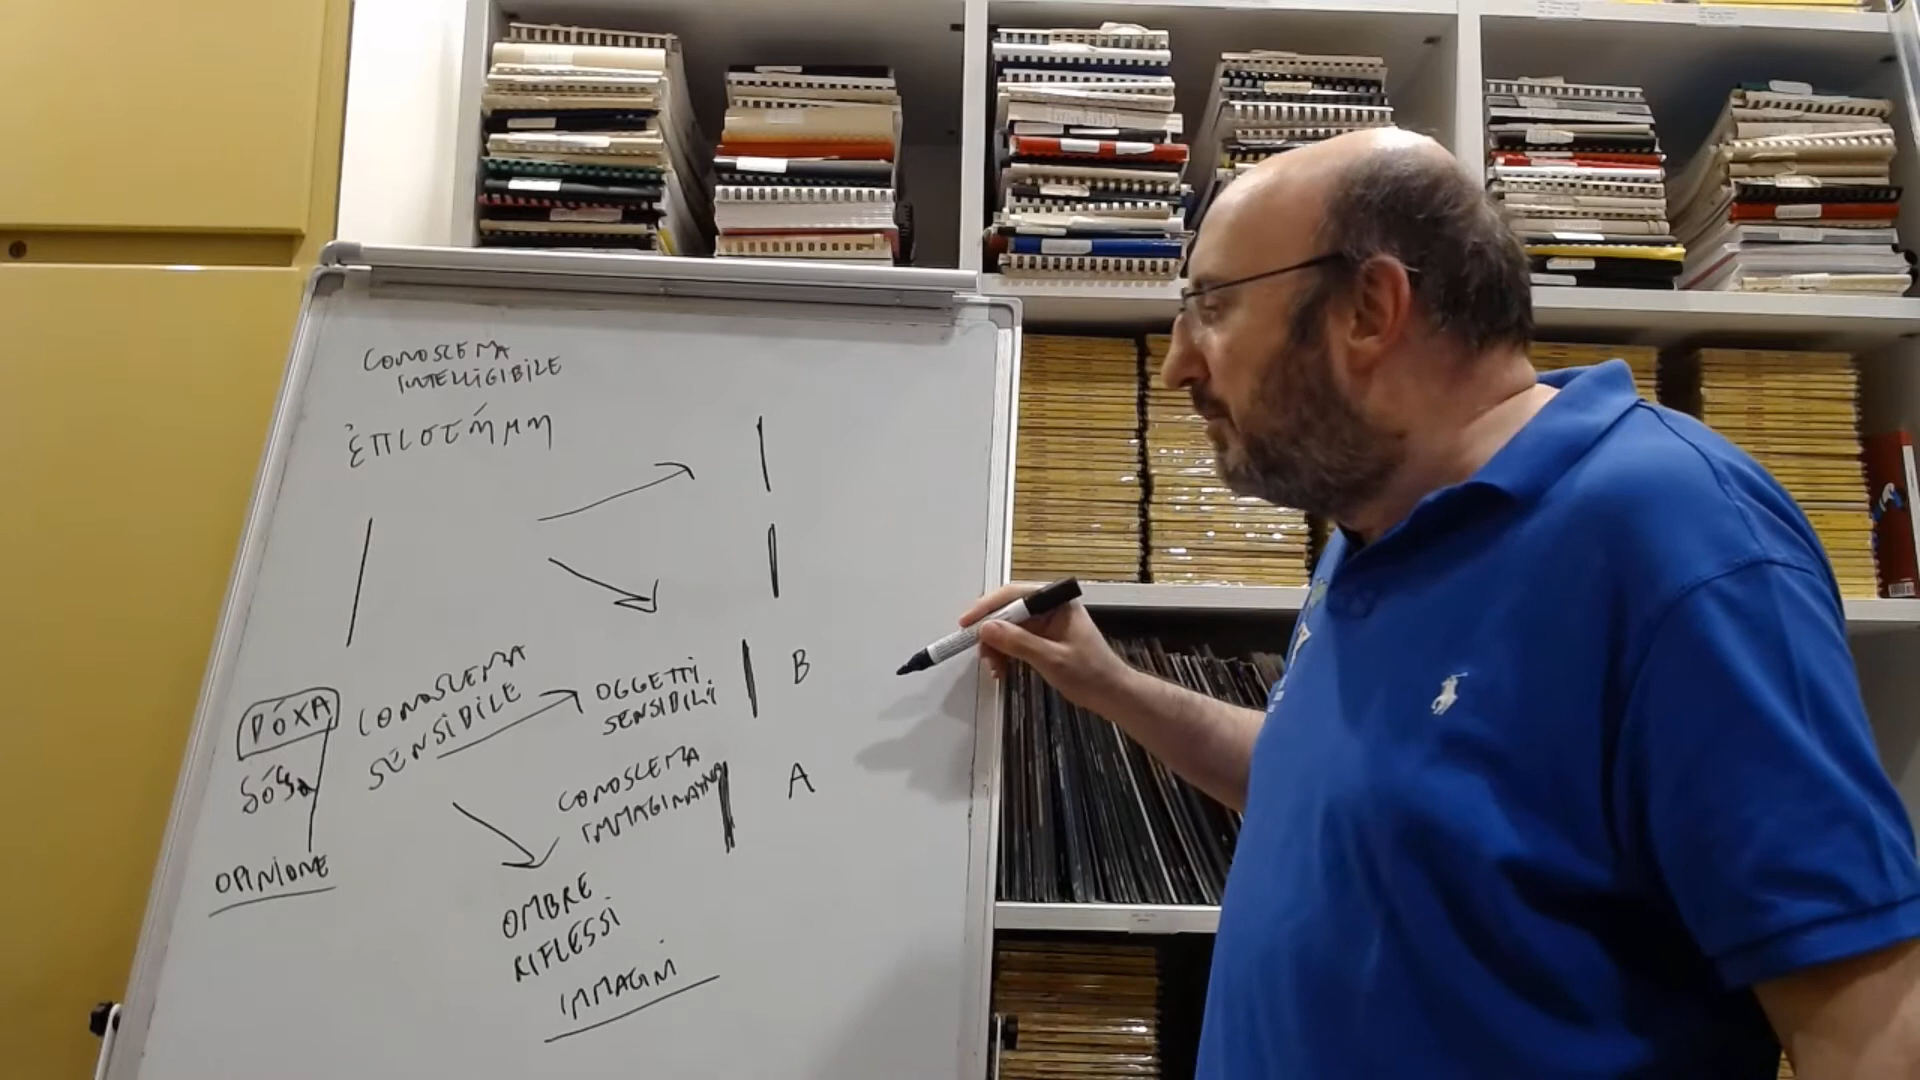 CONOSCENZA
INTELLIGIBILE
ἐπιστήμη
DÓXA
δόξα
OPINIONE
CONOSCENZA
SENSIBILE
OGGETTI
SENSIBILI
B
CONOSCENZA
IMMAGINATIVA
A
OMBRE
RIFLESSI
IMMAGINI